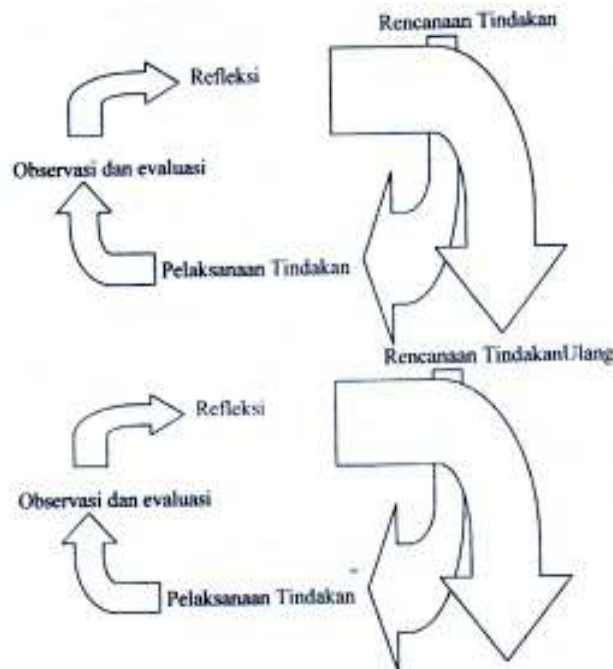 Rencanaan Tindakan
Refleksi
Observasi dan evaluasi
Pelaksanaan Tindakan
Rencanaan TindakanUlang
Refleksi
Observasi dan evaluasi
Pelaksanaan Tindakan